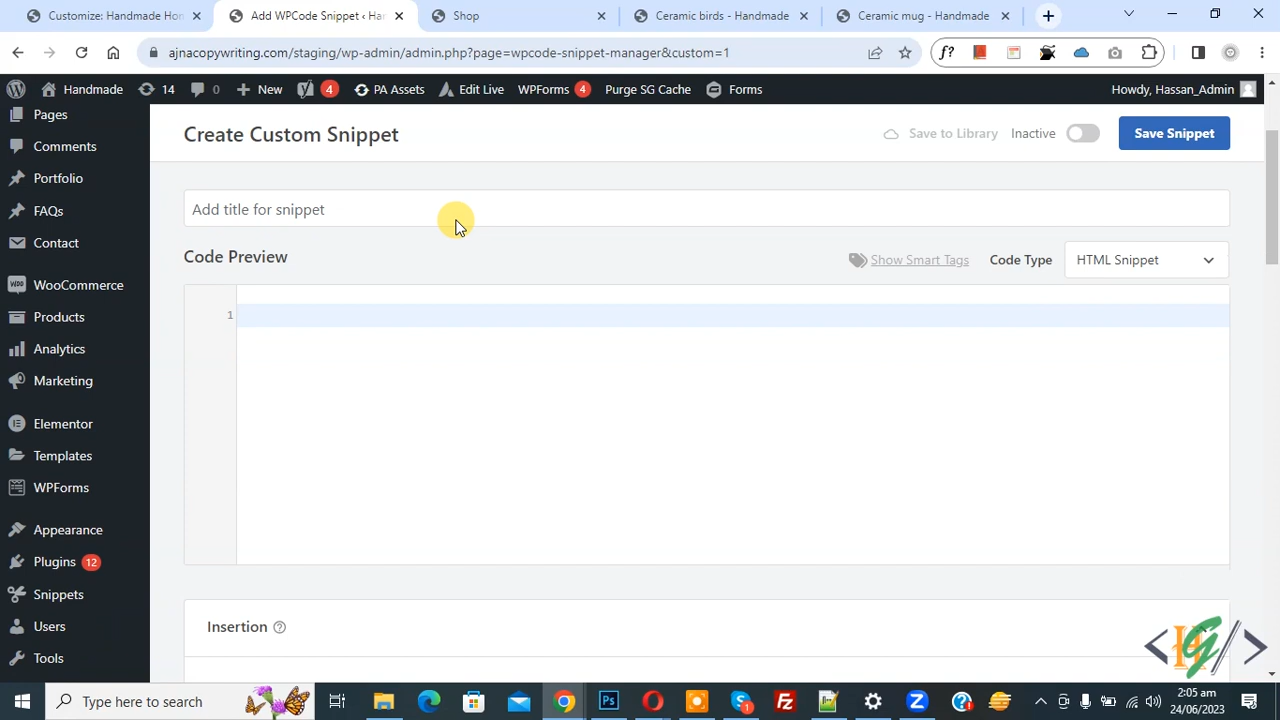 Customize: Handmade Hon
Add WPCode Snippet ‹ Har
Shop
Ceramic birds - Handmade
Ceramic mug - Handmade
ajnacopywriting.com/staging/wp-admin/admin.php?page=wpcode-snippet-manager&custom=1
Handmade 14 0 New 4 PA Assets Edit Live WPForms 4 Purge SG Cache Forms Howdy, Hassan_Admin
Pages
Comments
Portfolio
FAQs
Contact
WooCommerce
Products
Analytics
Marketing
Elementor
Templates
WPForms
Appearance
Plugins 12
Snippets
Users
Tools
Create Custom Snippet
Save to Library Inactive Save Snippet
Add title for snippet
Code Preview
Show Smart Tags Code Type HTML Snippet
1
Insertion
Type here to search
2:05 am
24/06/2023